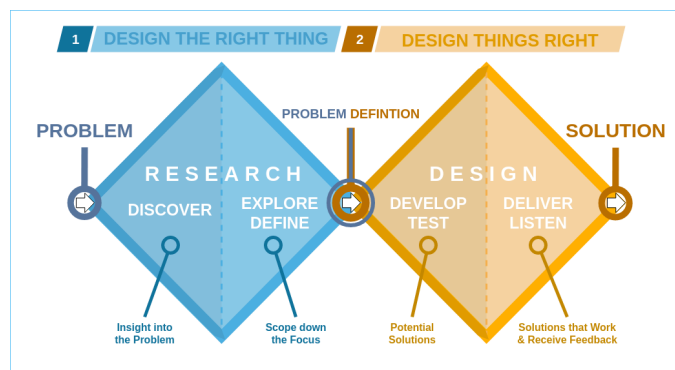 1 DESIGN THE RIGHT THING 2 DESIGN THINGS RIGHT
PROBLEM DEFINTION
PROBLEM
SOLUTION
RESEARCH
DESIGN
DISCOVER
EXPLORE
DEFINE
DEVELOP
TEST
DELIVER
LISTEN
Insight into
the Problem
Scope down
the Focus
Potential
Solutions
Solutions that Work
& Receive Feedback